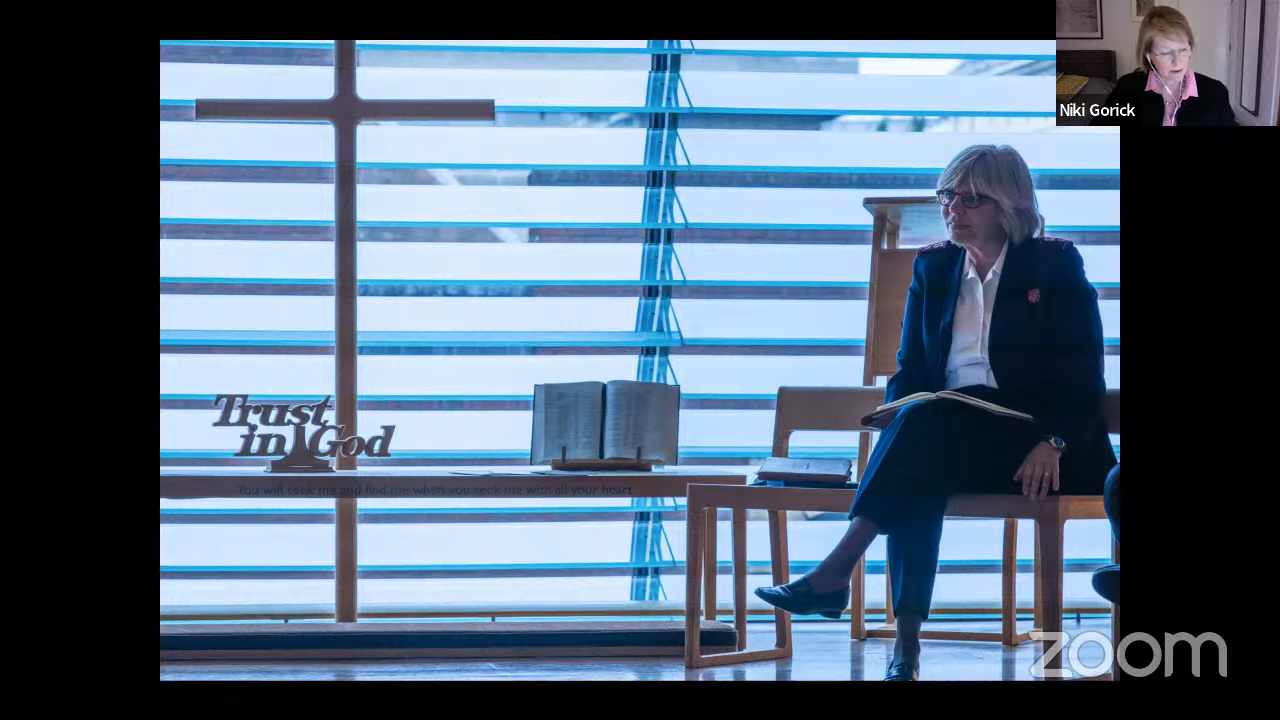 Niki Gorick
Trust
in God
You will seek me and find me when you seek me with all your heart
zoom